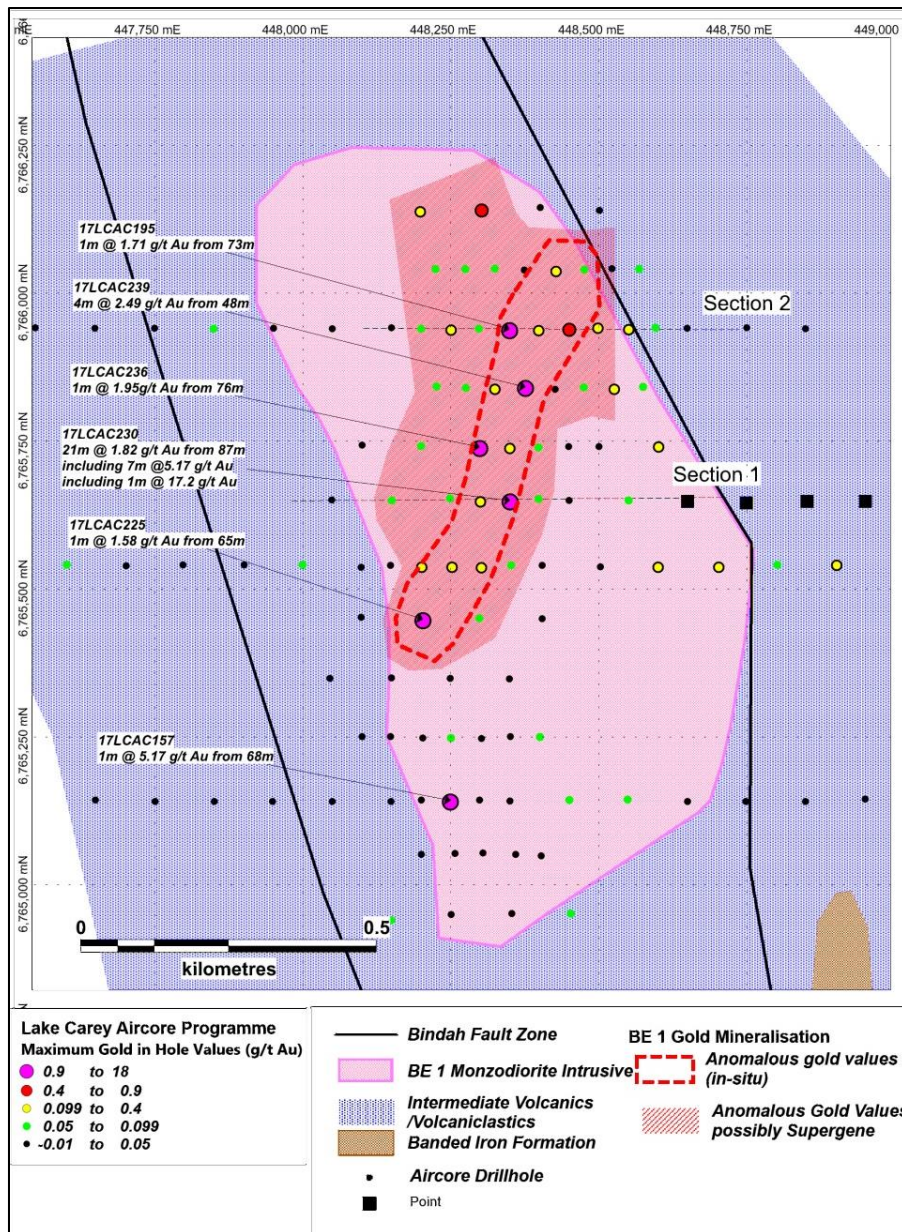 mE
447,750 mE
448,000 mE
448,250 mE
448,500 mE
448,750 mE
449,000
6,766,250 mN
6,766,000 mN
6,765,750 mN
6,765,500 mN
6,765,250 mN
6,765,000 mN
17LCAC195
1m @ 1.71 g/t Au from 73m
17LCAC239
4m @ 2.49 g/t Au from 48m
Section 2
17LCAC236
1m @ 1.95g/t Au from 76m
17LCAC230
21m @ 1.82 g/t Au from 87m
including 7m @5.17 g/t Au
including 1m @ 17.2 g/t Au
Section 1
17LCAC225
1m @ 1.58 g/t Au from 65m
17LCAC157
1m @ 5.17 g/t Au from 68m
0 0.5
kilometres
Lake Carey Aircore Programme
Maximum Gold in Hole Values (g/t Au)
0.9 to 18
0.4 to 0.9
0.099 to 0.4
0.05 to 0.099
-0.01 to 0.05
Bindah Fault Zone
BE 1 Monzodiorite Intrusive
Intermediate Volcanics
/Volcaniclastics
Banded Iron Formation
Aircore Drillhole
Point
BE 1 Gold Mineralisation
Anomalous gold values
(in-situ)
Anomalous Gold Values
possibly Supergene